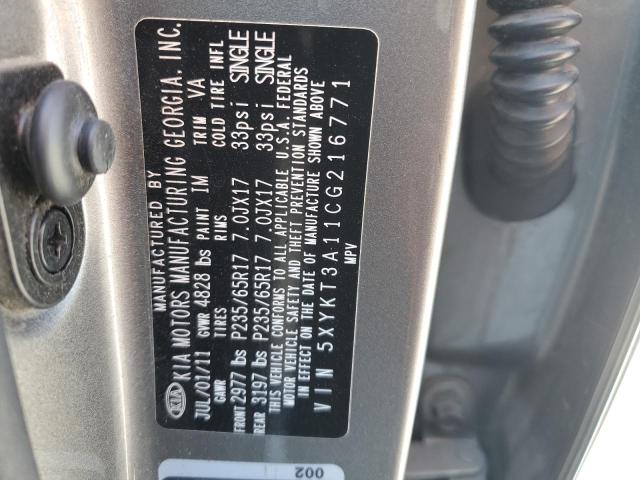 MANUFACTURED BY
KIA KIA MOTORS MANUFACTURING GEORGIA, INC.
JUL/01/11 GVWR 4828 lbs PAINT IM TRIM VA
GAWR TIRES RIMS COLD TIRE INFL
FRONT 2977 lbs P235/65R17 7.0JX17 33psi SINGLE
REAR 3197 lbs P235/65R17 7.0JX17 33psi SINGLE
THIS VEHICLE CONFORMS TO ALL APPLICABLE U.S.A. FEDERAL
MOTOR VEHICLE SAFETY AND THEFT PREVENTION STANDARDS
IN EFFECT ON THE DATE OF MANUFACTURE SHOWN ABOVE
VIN 5XYKT3A11CG216771
MPV
002